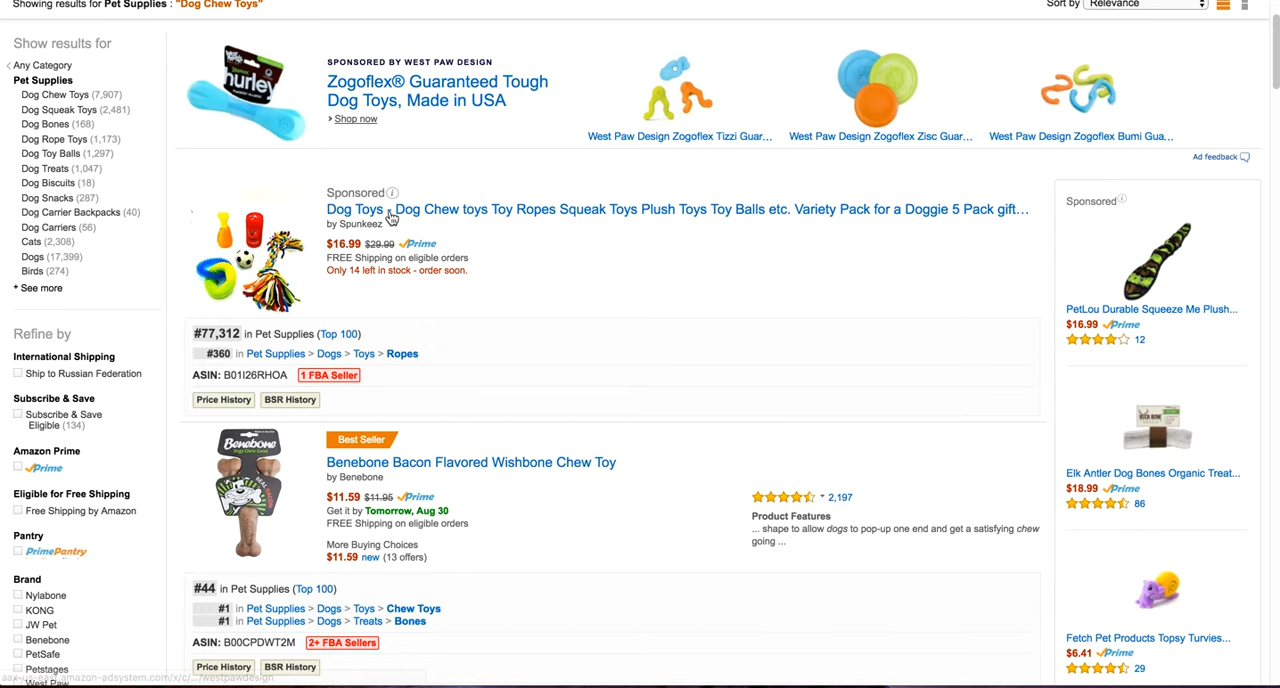 Showing results for Pet Supplies : "Dog Chew Toys"
Sort by Relevance
Show results for
Any Category
Pet Supplies
Dog Chew Toys (7,907)
Dog Squeak Toys (2,481)
Dog Bones (168)
Dog Rope Toys (1,173)
Dog Toy Balls (1,297)
Dog Treats (1,047)
Dog Biscuits (18)
Dog Snacks (287)
Dog Carrier Backpacks (40)
Dog Carriers (56)
Cats (2,308)
Dogs (17,399)
Birds (274)
+ See more
Refine by
International Shipping
Ship to Russian Federation
Subscribe & Save
Subscribe & Save
Eligible (134)
Amazon Prime
Prime
Eligible for Free Shipping
Free Shipping by Amazon
Pantry
PrimePantry
Brand
Nylabone
KONG
JW Pet
Benebone
PetSafe
Petstages
West Paw
hurley
SPONSORED BY WEST PAW DESIGN
Zogoflex® Guaranteed Tough
Dog Toys, Made in USA
› Shop now
West Paw Design Zogoflex Tizzi Guar...
West Paw Design Zogoflex Zisc Guar...
West Paw Design Zogoflex Bumi Gua...
Ad feedback
Sponsored
Dog Toys - Dog Chew toys Toy Ropes Squeak Toys Plush Toys Toy Balls etc. Variety Pack for a Doggie 5 Pack gift...
by Spunkeez
$16.99 $29.99 Prime
FREE Shipping on eligible orders
Only 14 left in stock - order soon.
#77,312 in Pet Supplies (Top 100)
#360 in Pet Supplies > Dogs > Toys > Ropes
ASIN: B01I26RHOA 1 FBA Seller
Price History BSR History
Benebone
Best Seller
Benebone Bacon Flavored Wishbone Chew Toy
by Benebone
$11.59 $11.95 Prime
Get it by Tomorrow, Aug 30
FREE Shipping on eligible orders
More Buying Choices
$11.59 new (13 offers)
2,197
Product Features
... shape to allow dogs to pop-up one end and get a satisfying chew
going ...
#44 in Pet Supplies (Top 100)
#1 in Pet Supplies > Dogs > Toys > Chew Toys
#1 in Pet Supplies > Dogs > Treats > Bones
ASIN: B00CPDWT2M 2+ FBA Sellers
Price History BSR History
Sponsored
PetLou Durable Squeeze Me Plush...
$16.99 Prime
12
Elk Antler Dog Bones Organic Treat...
$18.99 Prime
86
Fetch Pet Products Topsy Turvies...
$6.41 Prime
29